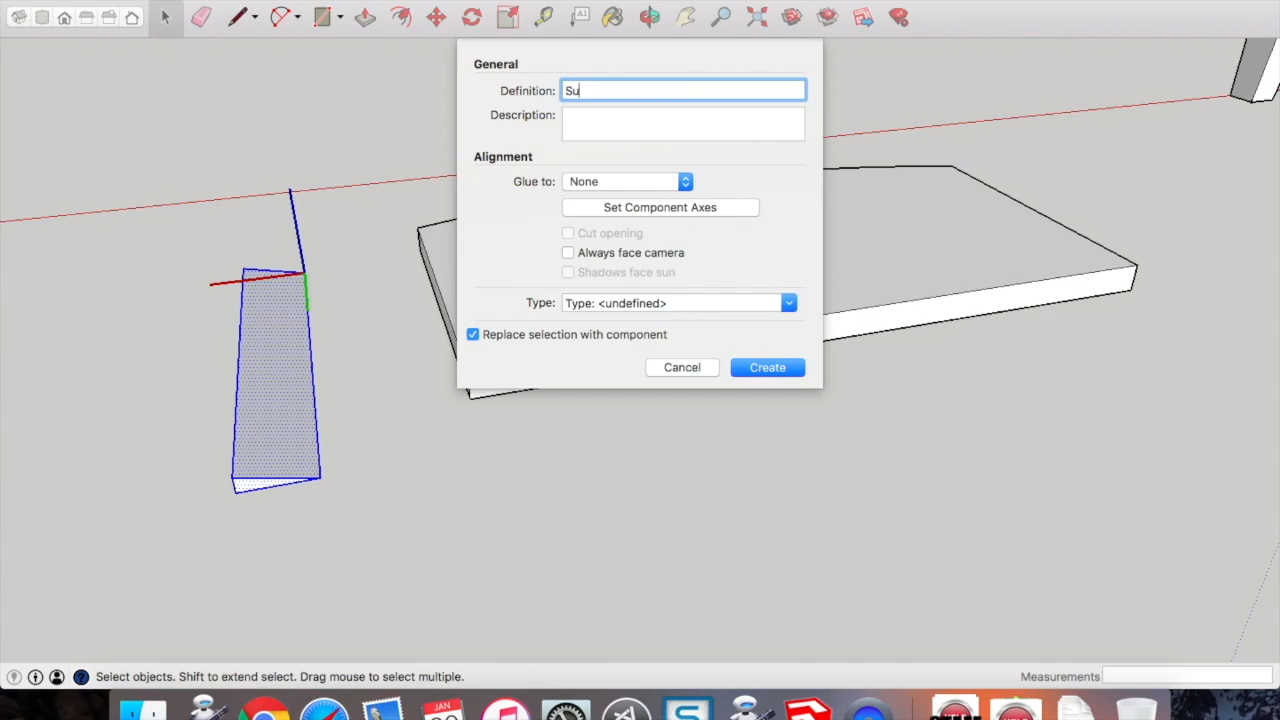 General
Definition: Su
Description:
Alignment
Glue to: None
Set Component Axes
Cut opening
Always face camera
Shadows face sun
Type: Type: <undefined>
Replace selection with component
Cancel Create
Select objects. Shift to extend select. Drag mouse to select multiple. Measurements
JAN